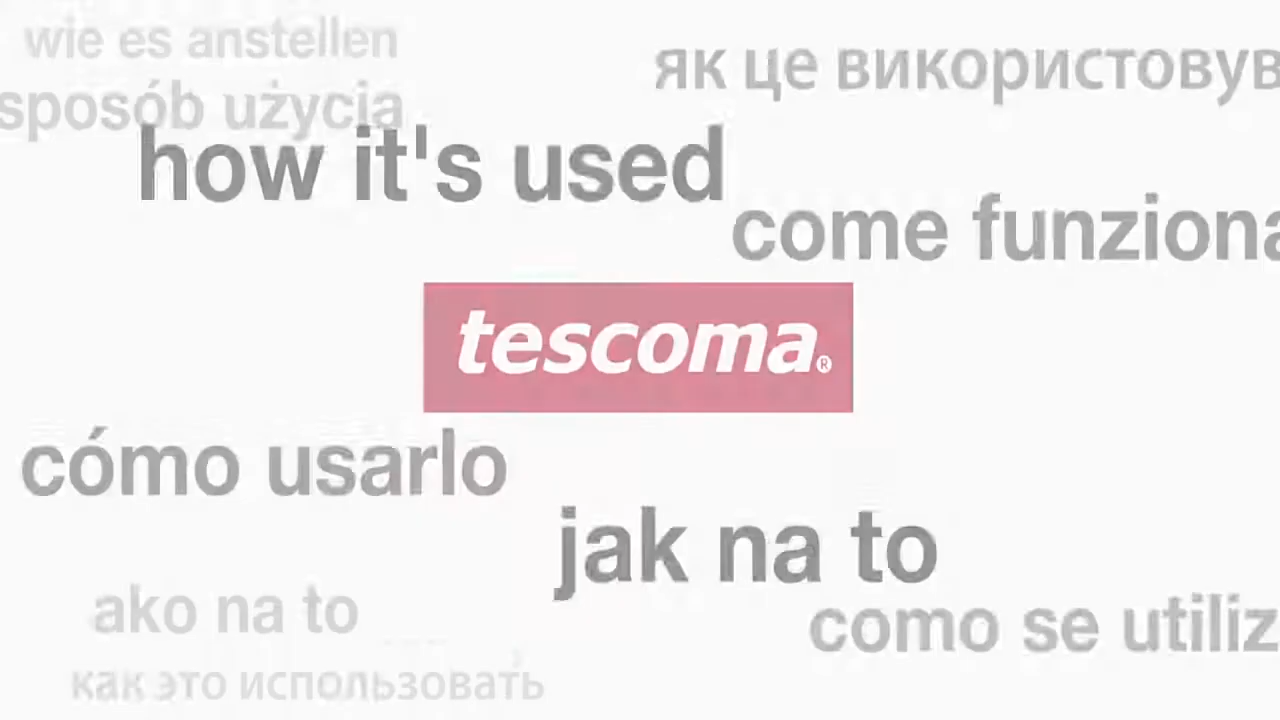 wie es anstellen
як це використовув
sposób użycia
how it's used
come funziona
tescoma®
cómo usarlo
jak na to
ako na to
como se utiliz
как это использовать